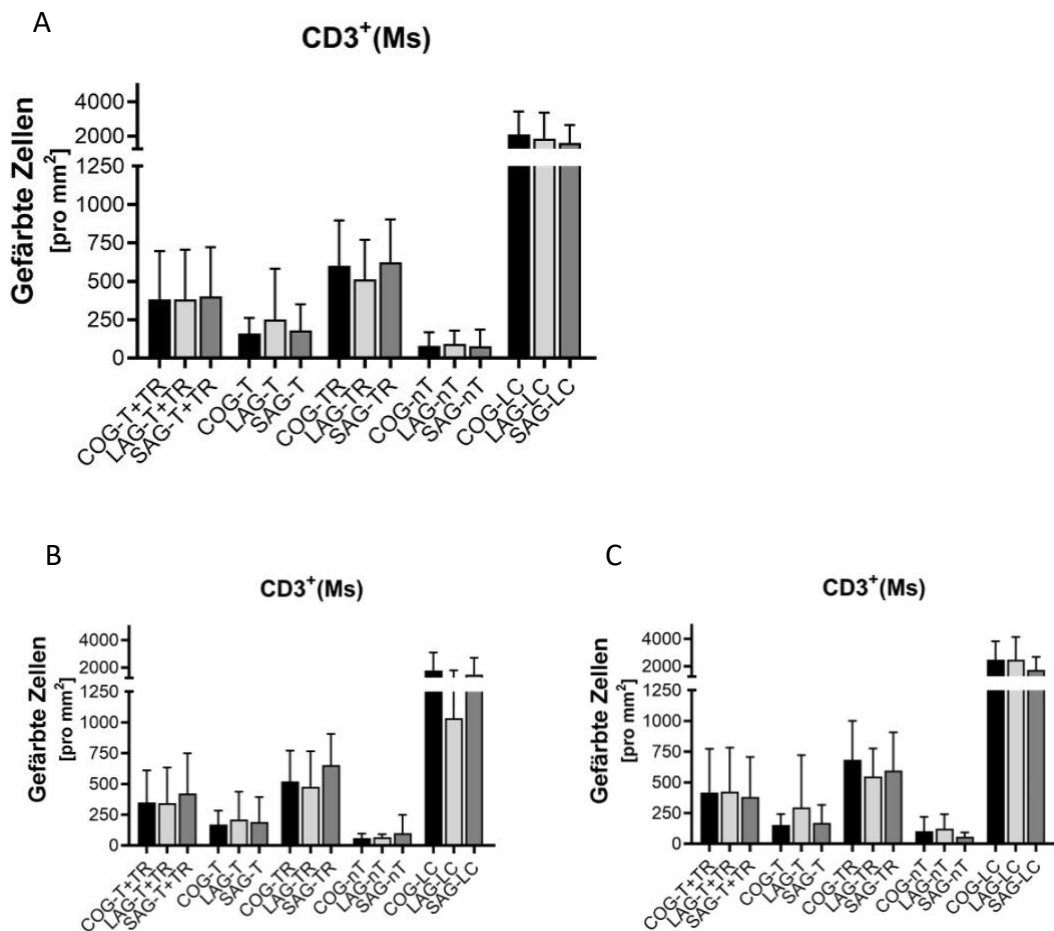 A
CD3+(Ms)
Gefärbte Zellen
[pro mm2]
4000
2000
1250
1000
750
500
250
0
COG-T+TR
LAG-T+TR
SAG-T+TR
COG-T
LAG-T
SAG-T
COG-TR
LAG-TR
SAG-TR
COG-nT
LAG-nT
SAG-nT
COG-LC
LAG-LC
SAG-LC
B
CD3+(Ms)
Gefärbte Zellen
[pro mm2]
4000
2000
1250
1000
750
500
250
0
COG-T+TR
LAG-T+TR
SAG-T+TR
COG-T
LAG-T
SAG-T
COG-TR
LAG-TR
SAG-TR
COG-nT
LAG-nT
SAG-nT
COG-LC
LAG-LC
SAG-LC
C
CD3+(Ms)
Gefärbte Zellen
[pro mm2]
4000
2000
1250
1000
750
500
250
0
COG-T+TR
LAG-T+TR
SAG-T+TR
COG-T
LAG-T
SAG-T
COG-TR
LAG-TR
SAG-TR
COG-nT
LAG-nT
SAG-nT
COG-LC
LAG-LC
SAG-LC